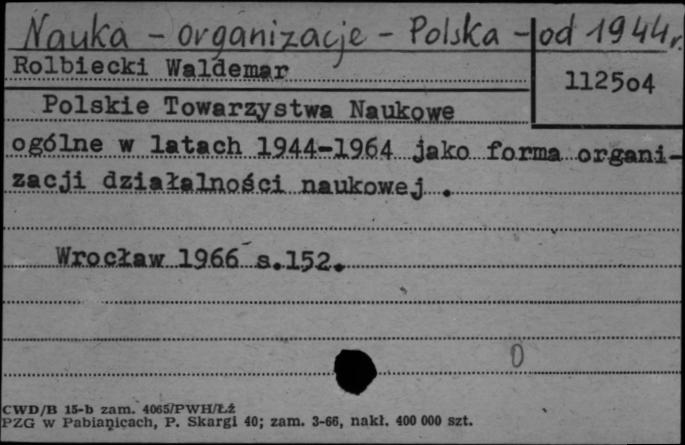 Nauka - organizacje - Polska - od 1944r.
Rolbiecki Waldemar
112504
Polskie Towarzystwa Naukowe
ogólne w latach 1944-1964 jako forma organi-
zacji działalności naukowej .
Wrocław 1966 s.152.
0
CWD/B 15-b zam. 4065/PWH/Łź
PZG w Pabianicach, P. Skargi 40; zam. 3-66, nakł. 400 000 szt.